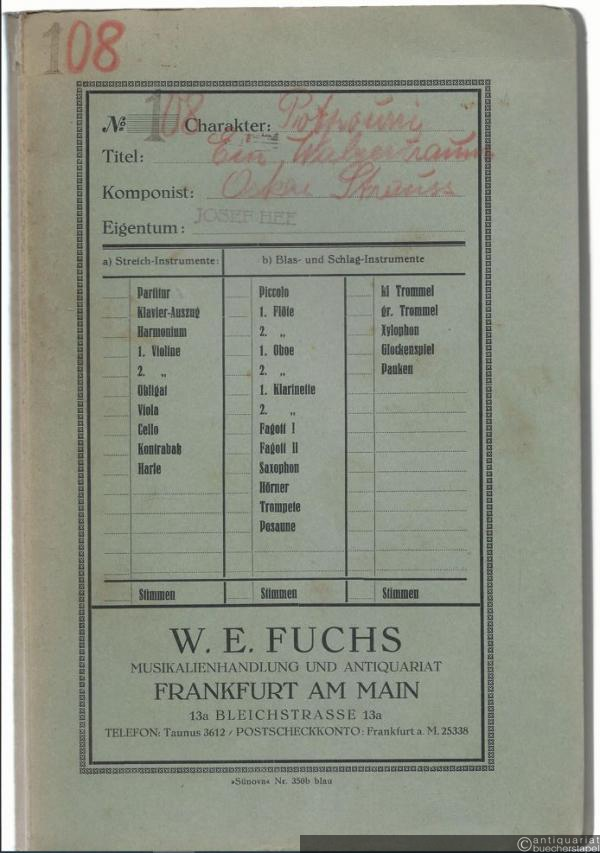 108
No. 108 Charakter: Potpourri
Titel: Ein Walzertraum
Komponist: Oskar Strauss
Eigentum: JOSEF HEE
a) Streich-Instrumente: b) Blas- und Schlag-Instrumente
Partitur Piccolo kl Trommel
Klavier-Auszug 1. Flöte gr. Trommel
Harmonium 2. „ Xylophon
1. Violine 1. Oboe Glockenspiel
2. „ 2. „ Pauken
Obligat 1. Klarinette
Viola 2. „
Cello Fagott I
Kontrabaß Fagott II
Harfe Saxophon
Hörner
Trompete
Posaune
Stimmen Stimmen Stimmen
W. E. FUCHS
MUSIKALIENHANDLUNG UND ANTIQUARIAT
FRANKFURT AM MAIN
13a BLEICHSTRASSE 13a
TELEFON: Taunus 3612 / POSTSCHECKKONTO: Frankfurt a. M. 25338
»Sünova« Nr. 350b blau
antiquariat
buecherstapel